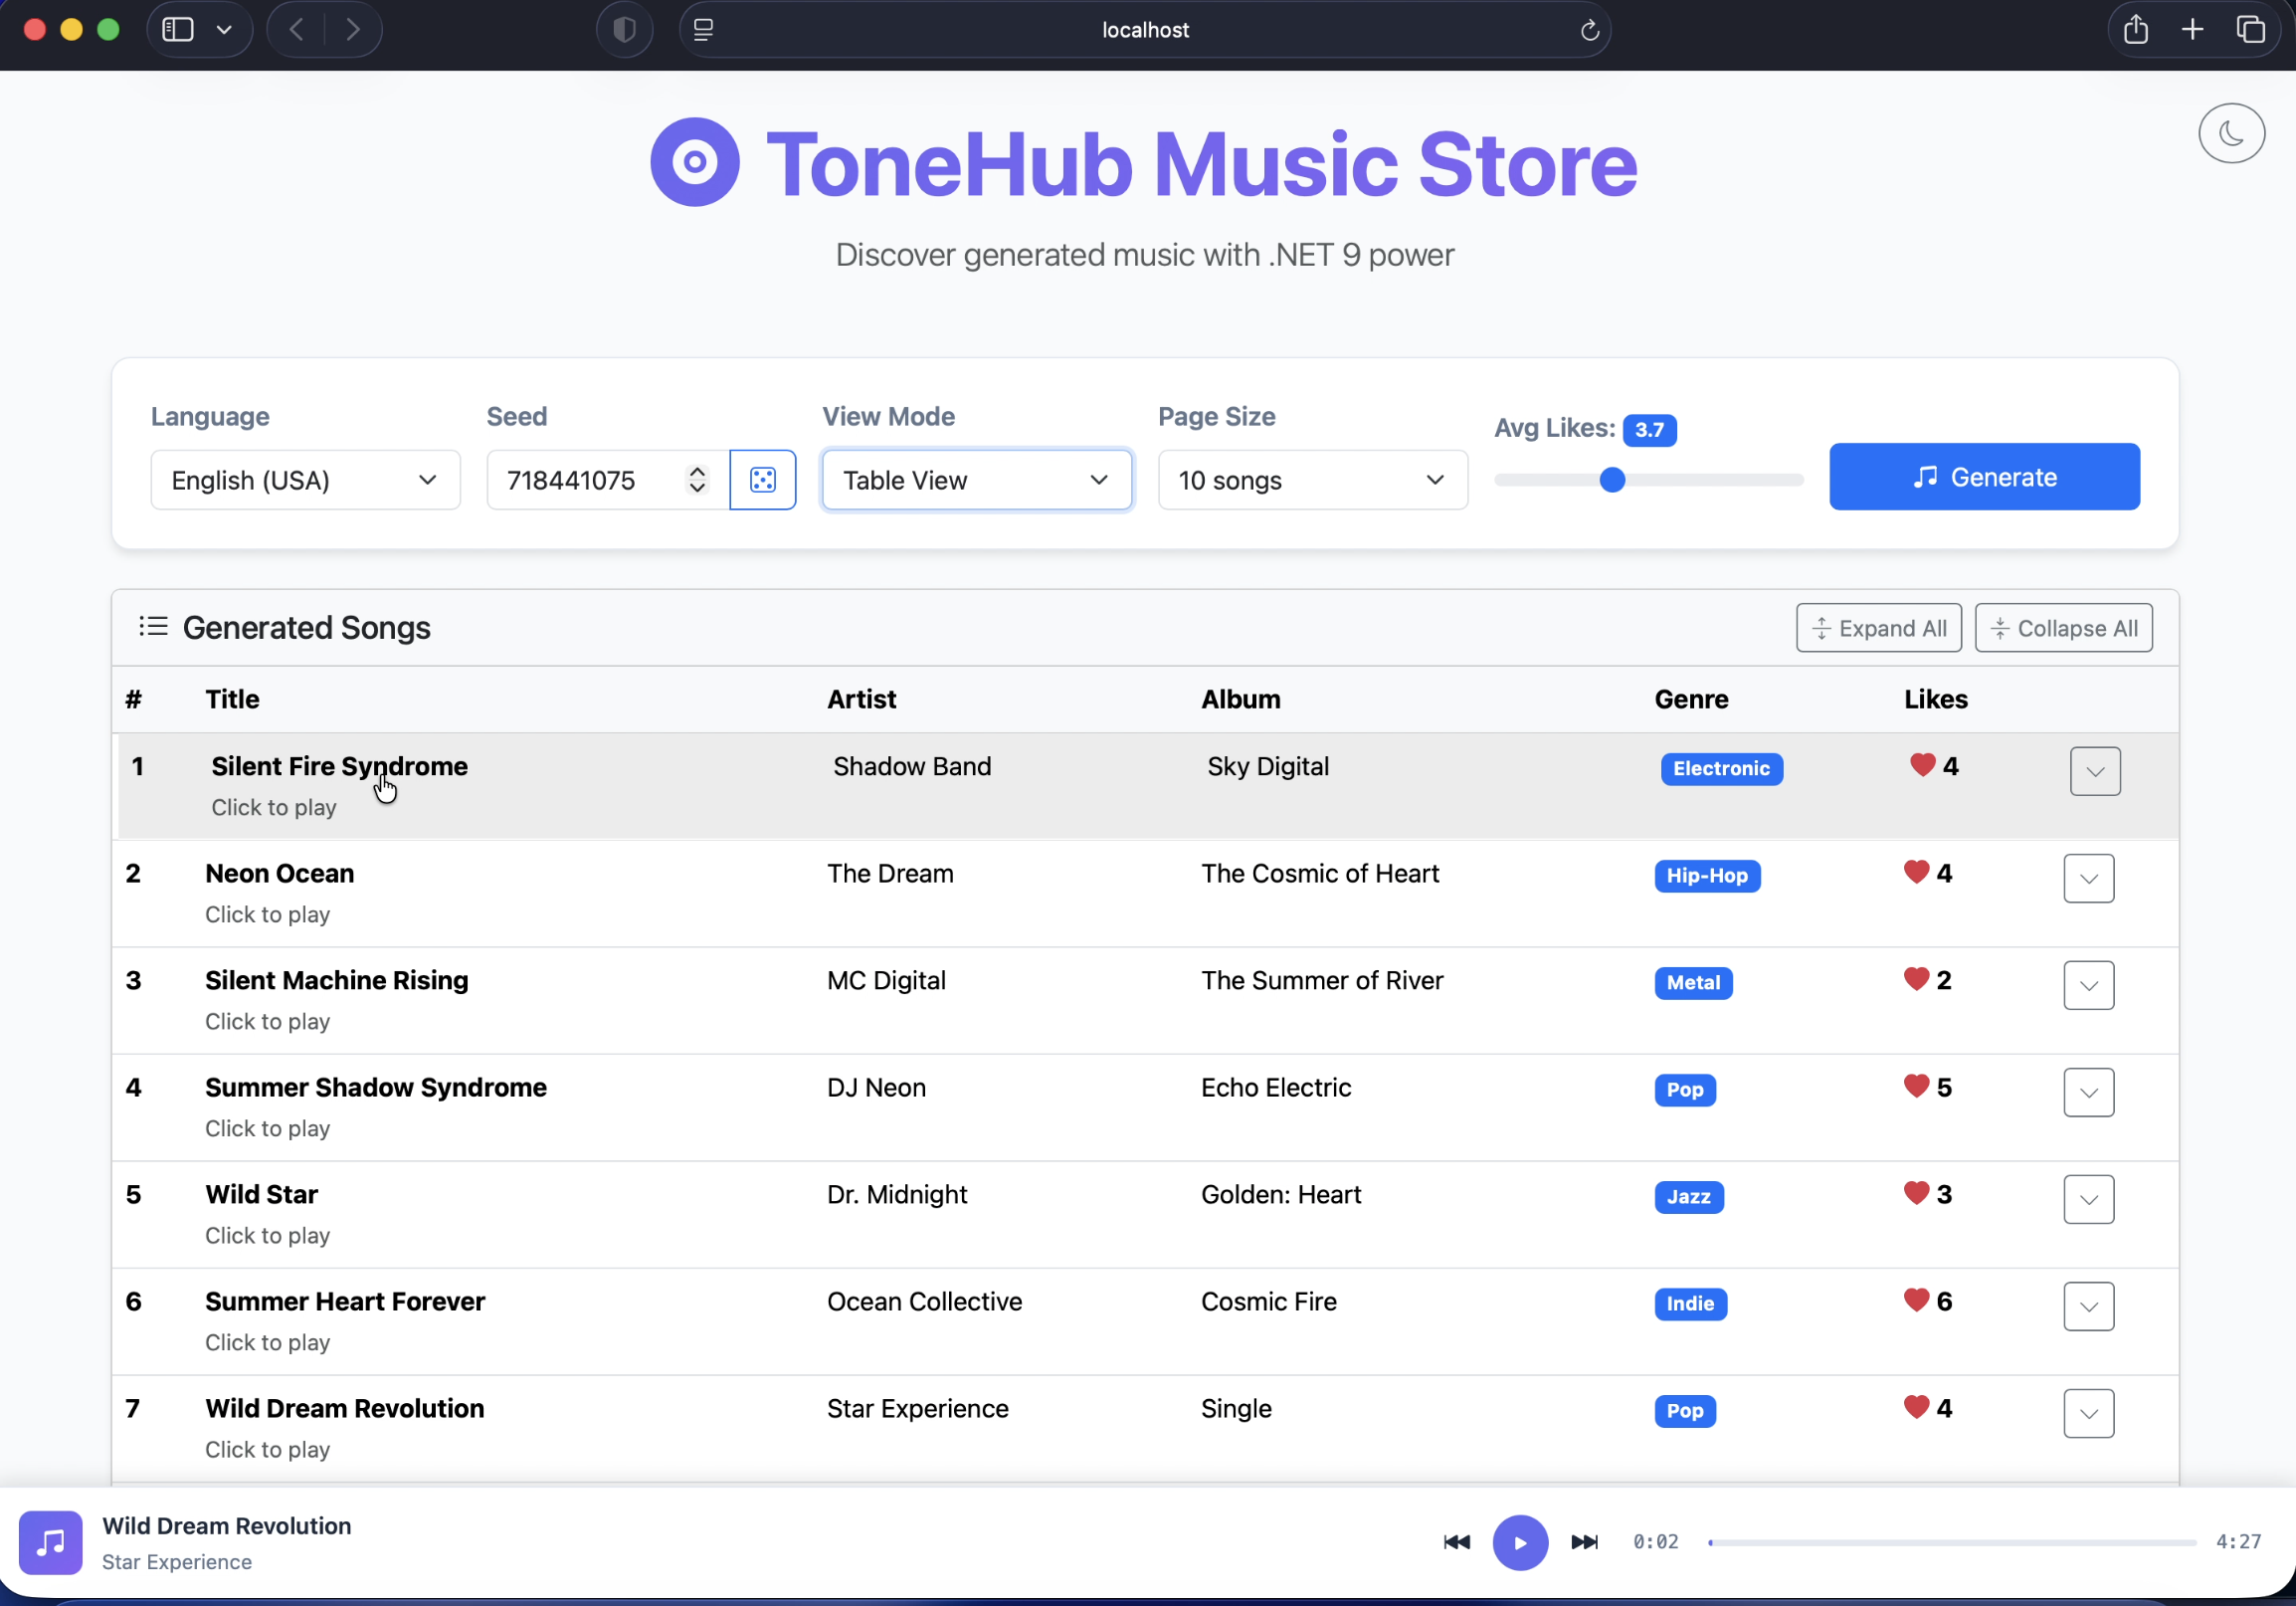 localhost
ToneHub Music Store
Discover generated music with .NET 9 power
Language
Seed
View Mode
Page Size
Avg Likes: 3.7
English (USA)
718441075
Table View
10 songs
Generate
Generated Songs
Expand All
Collapse All
# Title Artist Album Genre Likes
1 Silent Fire Syndrome Shadow Band Sky Digital Electronic 4
Click to play
2 Neon Ocean The Dream The Cosmic of Heart Hip-Hop 4
Click to play
3 Silent Machine Rising MC Digital The Summer of River Metal 2
Click to play
4 Summer Shadow Syndrome DJ Neon Echo Electric Pop 5
Click to play
5 Wild Star Dr. Midnight Golden: Heart Jazz 3
Click to play
6 Summer Heart Forever Ocean Collective Cosmic Fire Indie 6
Click to play
7 Wild Dream Revolution Star Experience Single Pop 4
Click to play
Wild Dream Revolution
Star Experience
0:02
4:27